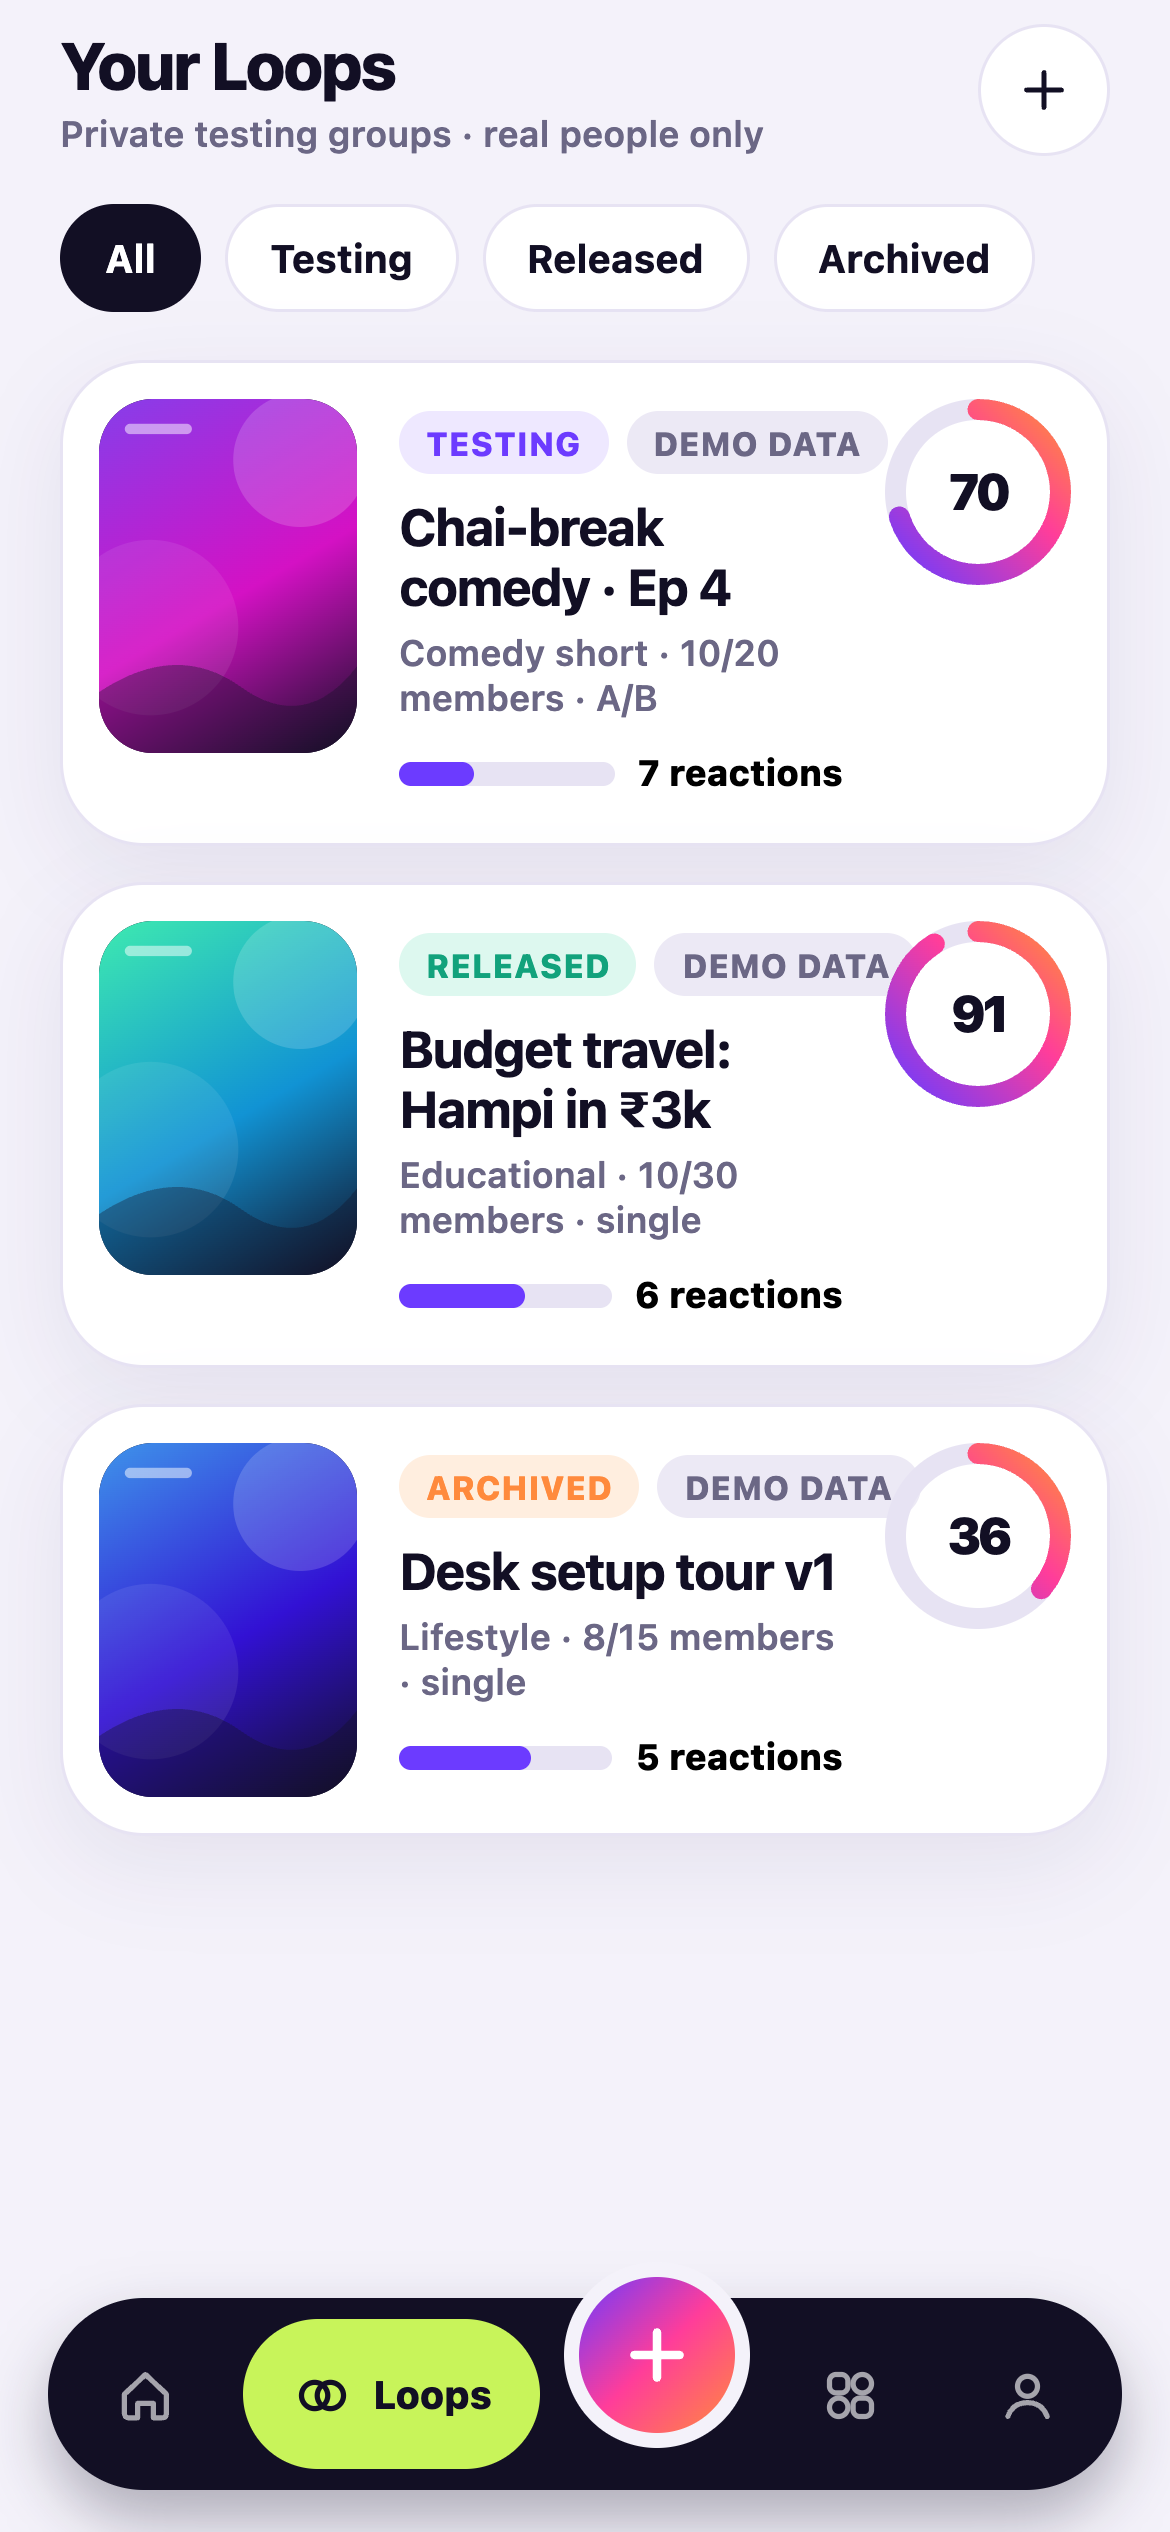 Your Loops
Private testing groups · real people only
All
Testing
Released
Archived
TESTING
DEMO DATA
70
Chai-break
comedy · Ep 4
Comedy short · 10/20
members · A/B
7 reactions
RELEASED
DEMO DATA
91
Budget travel:
Hampi in ₹3k
Educational · 10/30
members · single
6 reactions
ARCHIVED
DEMO DATA
36
Desk setup tour v1
Lifestyle · 8/15 members
· single
5 reactions
Loops